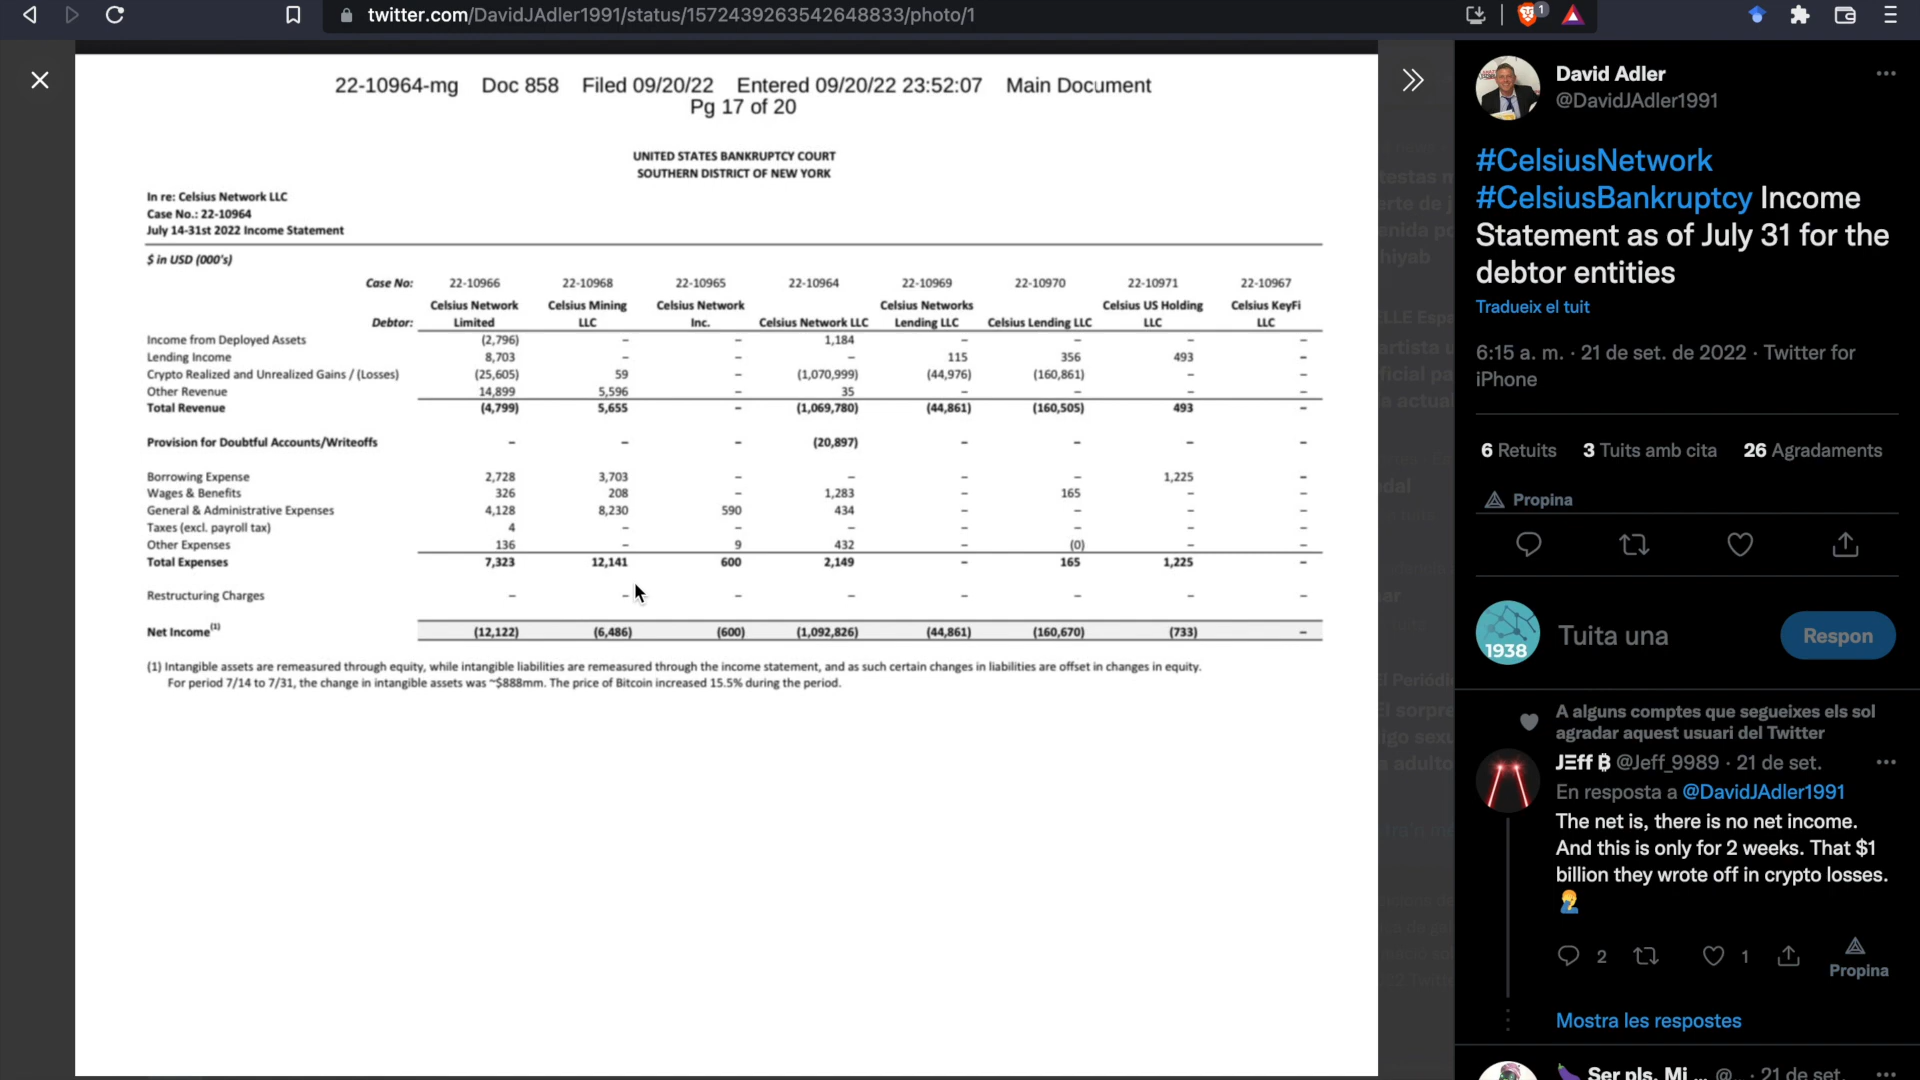 twitter.com/DavidJAdler1991/status/1572439263542648833/photo/1
1
22-10964-mg Doc 858 Filed 09/20/22 Entered 09/20/22 23:52:07 Main Document
Pg 17 of 20
UNITED STATES BANKRUPTCY COURT
SOUTHERN DISTRICT OF NEW YORK
In re: Celsius Network LLC
Case No.: 22-10964
July 14-31st 2022 Income Statement
$ in USD (000's)
Case No: 22-10966 22-10968 22-10965 22-10964 22-10969 22-10970 22-10971 22-10967
Celsius Network Celsius Mining Celsius Network Celsius Networks Celsius US Holding Celsius KeyFi
Debtor: Limited LLC Inc. Celsius Network LLC Lending LLC Celsius Lending LLC LLC LLC
Income from Deployed Assets (2,796) – – 1,184 – – – –
Lending Income 8,703 – – – 115 356 493 –
Crypto Realized and Unrealized Gains / (Losses) (25,605) 59 – (1,070,999) (44,976) (160,861) – –
Other Revenue 14,899 5,596 – 35 – – – –
Total Revenue (4,799) 5,655 – (1,069,780) (44,861) (160,505) 493 –
Provision for Doubtful Accounts/Writeoffs – – – (20,897) – – – –
Borrowing Expense 2,728 3,703 – – – – 1,225 –
Wages & Benefits 326 208 – 1,283 – 165 – –
General & Administrative Expenses 4,128 8,230 590 434 – – – –
Taxes (excl. payroll tax) 4 – – – – – – –
Other Expenses 136 – 9 432 – (0) – –
Total Expenses 7,323 12,141 600 2,149 – 165 1,225 –
Restructuring Charges – – – – – – – –
Net Income(1) (12,122) (6,486) (600) (1,092,826) (44,861) (160,670) (733) –
(1) Intangible assets are remeasured through equity, while intangible liabilities are remeasured through the income statement, and as such certain changes in liabilities are offset in changes in equity.
For period 7/14 to 7/31, the change in intangible assets was ~$888mm. The price of Bitcoin increased 15.5% during the period.
David Adler
@DavidJAdler1991
#CelsiusNetwork
#CelsiusBankruptcy Income
Statement as of July 31 for the
debtor entities
Tradueix el tuit
6:15 a. m. · 21 de set. de 2022 · Twitter for
iPhone
6 Retuits 3 Tuits amb cita 26 Agradaments
Propina
1938
Tuita una
Respon
A alguns comptes que segueixes els sol
agradar aquest usuari del Twitter
JΞff ₿ @Jeff_9989 · 21 de set.
En resposta a @DavidJAdler1991
The net is, there is no net income.
And this is only for 2 weeks. That $1
billion they wrote off in crypto losses.
2 1
Propina
Mostra les respostes
Ser pls. Mi ... @... · 21 de set.